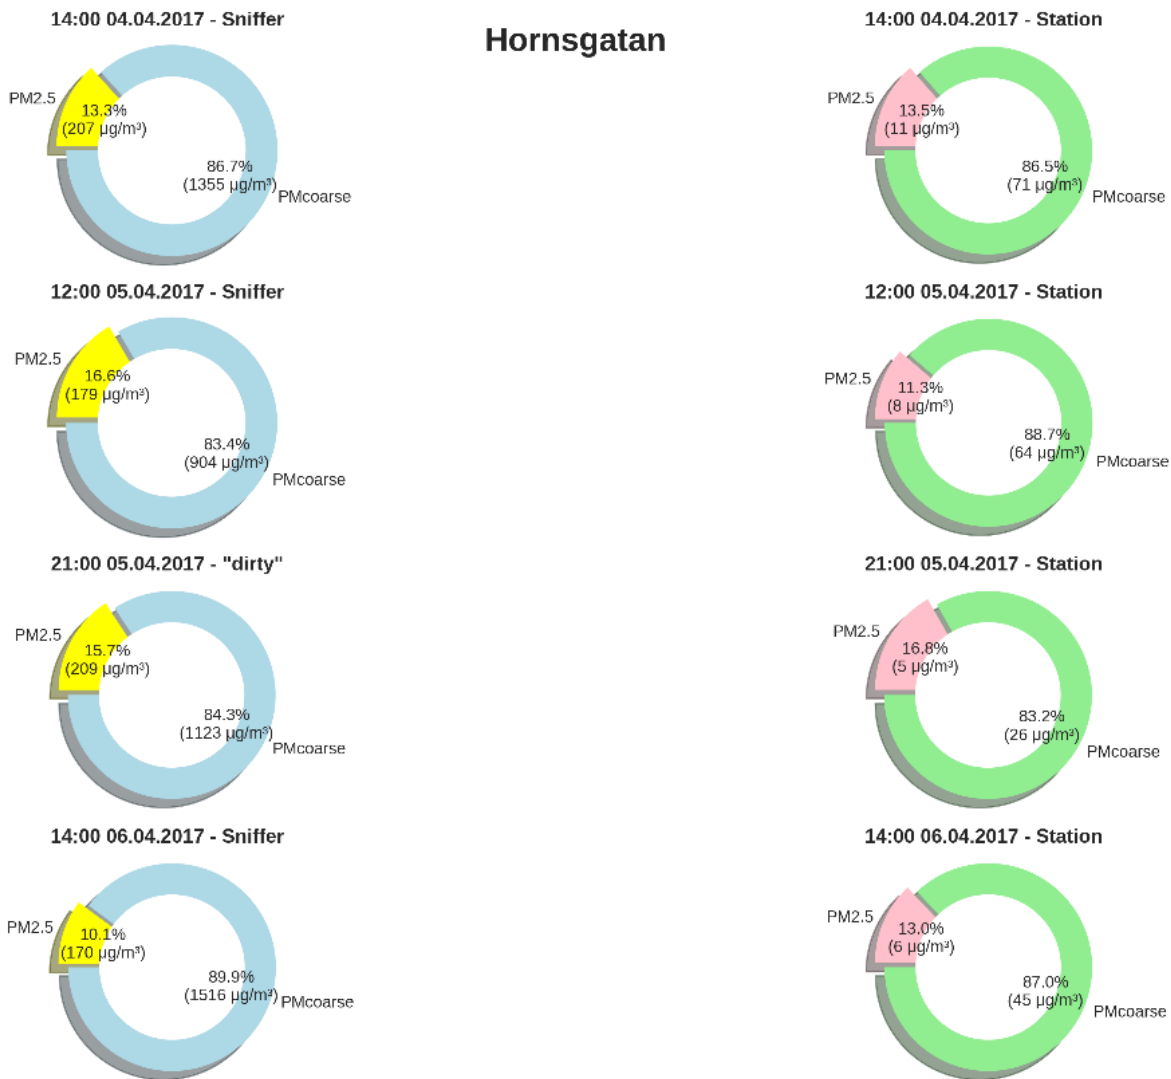 Hornsgatan
14:00 04.04.2017 - Sniffer
PM2.5
13.3%
(207 µg/m³)
86.7%
(1355 µg/m³)
PMcoarse
14:00 04.04.2017 - Station
PM2.5
13.5%
(11 µg/m³)
86.5%
(71 µg/m³)
PMcoarse
12:00 05.04.2017 - Sniffer
PM2.5
16.6%
(179 µg/m³)
83.4%
(904 µg/m³)
PMcoarse
12:00 05.04.2017 - Station
PM2.5
11.3%
(8 µg/m³)
88.7%
(64 µg/m³)
PMcoarse
21:00 05.04.2017 - "dirty"
PM2.5
15.7%
(209 µg/m³)
84.3%
(1123 µg/m³)
PMcoarse
21:00 05.04.2017 - Station
PM2.5
16.8%
(5 µg/m³)
83.2%
(26 µg/m³)
PMcoarse
14:00 06.04.2017 - Sniffer
PM2.5
10.1%
(170 µg/m³)
89.9%
(1516 µg/m³)
PMcoarse
14:00 06.04.2017 - Station
PM2.5
13.0%
(6 µg/m³)
87.0%
(45 µg/m³)
PMcoarse